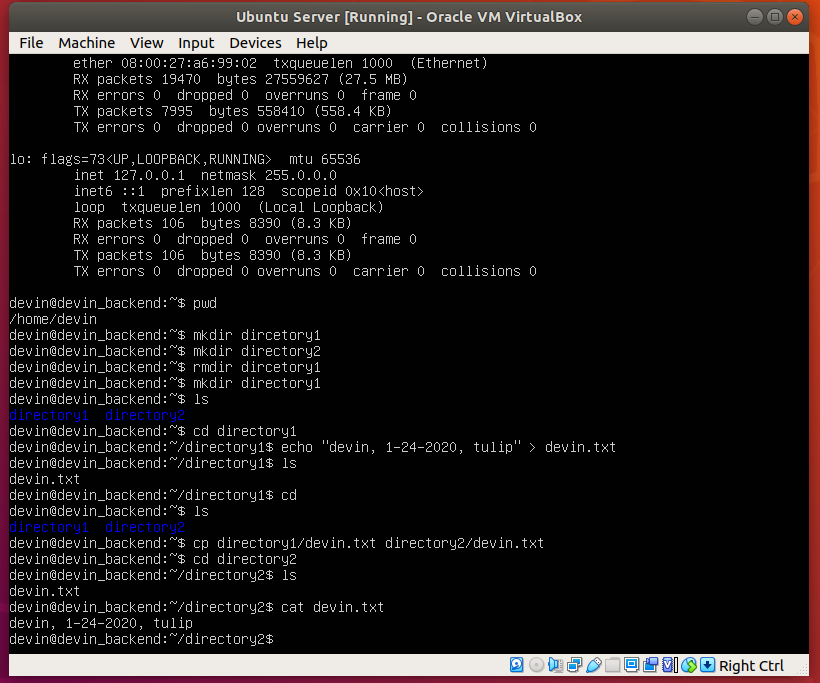 Ubuntu Server [Running] - Oracle VM VirtualBox
File Machine View Input Devices Help
ether 08:00:27:a6:99:02 txqueuelen 1000 (Ethernet)
RX packets 19470 bytes 27559627 (27.5 MB)
RX errors 0 dropped 0 overruns 0 frame 0
TX packets 7995 bytes 558410 (558.4 KB)
TX errors 0 dropped 0 overruns 0 carrier 0 collisions 0
lo: flags=73<UP,LOOPBACK,RUNNING> mtu 65536
inet 127.0.0.1 netmask 255.0.0.0
inet6 ::1 prefixlen 128 scopeid 0x10<host>
loop txqueuelen 1000 (Local Loopback)
RX packets 106 bytes 8390 (8.3 KB)
RX errors 0 dropped 0 overruns 0 frame 0
TX packets 106 bytes 8390 (8.3 KB)
TX errors 0 dropped 0 overruns 0 carrier 0 collisions 0
devin@devin_backend:~$ pwd
/home/devin
devin@devin_backend:~$ mkdir dircetory1
devin@devin_backend:~$ mkdir directory2
devin@devin_backend:~$ rmdir dircetory1
devin@devin_backend:~$ mkdir directory1
devin@devin_backend:~$ ls
directory1 directory2
devin@devin_backend:~$ cd directory1
devin@devin_backend:~/directory1$ echo "devin, 1-24-2020, tulip" > devin.txt
devin@devin_backend:~/directory1$ ls
devin.txt
devin@devin_backend:~/directory1$ cd
devin@devin_backend:~$ ls
directory1 directory2
devin@devin_backend:~$ cp directory1/devin.txt directory2/devin.txt
devin@devin_backend:~$ cd directory2
devin@devin_backend:~/directory2$ ls
devin.txt
devin@devin_backend:~/directory2$ cat devin.txt
devin, 1-24-2020, tulip
devin@devin_backend:~/directory2$
Right Ctrl